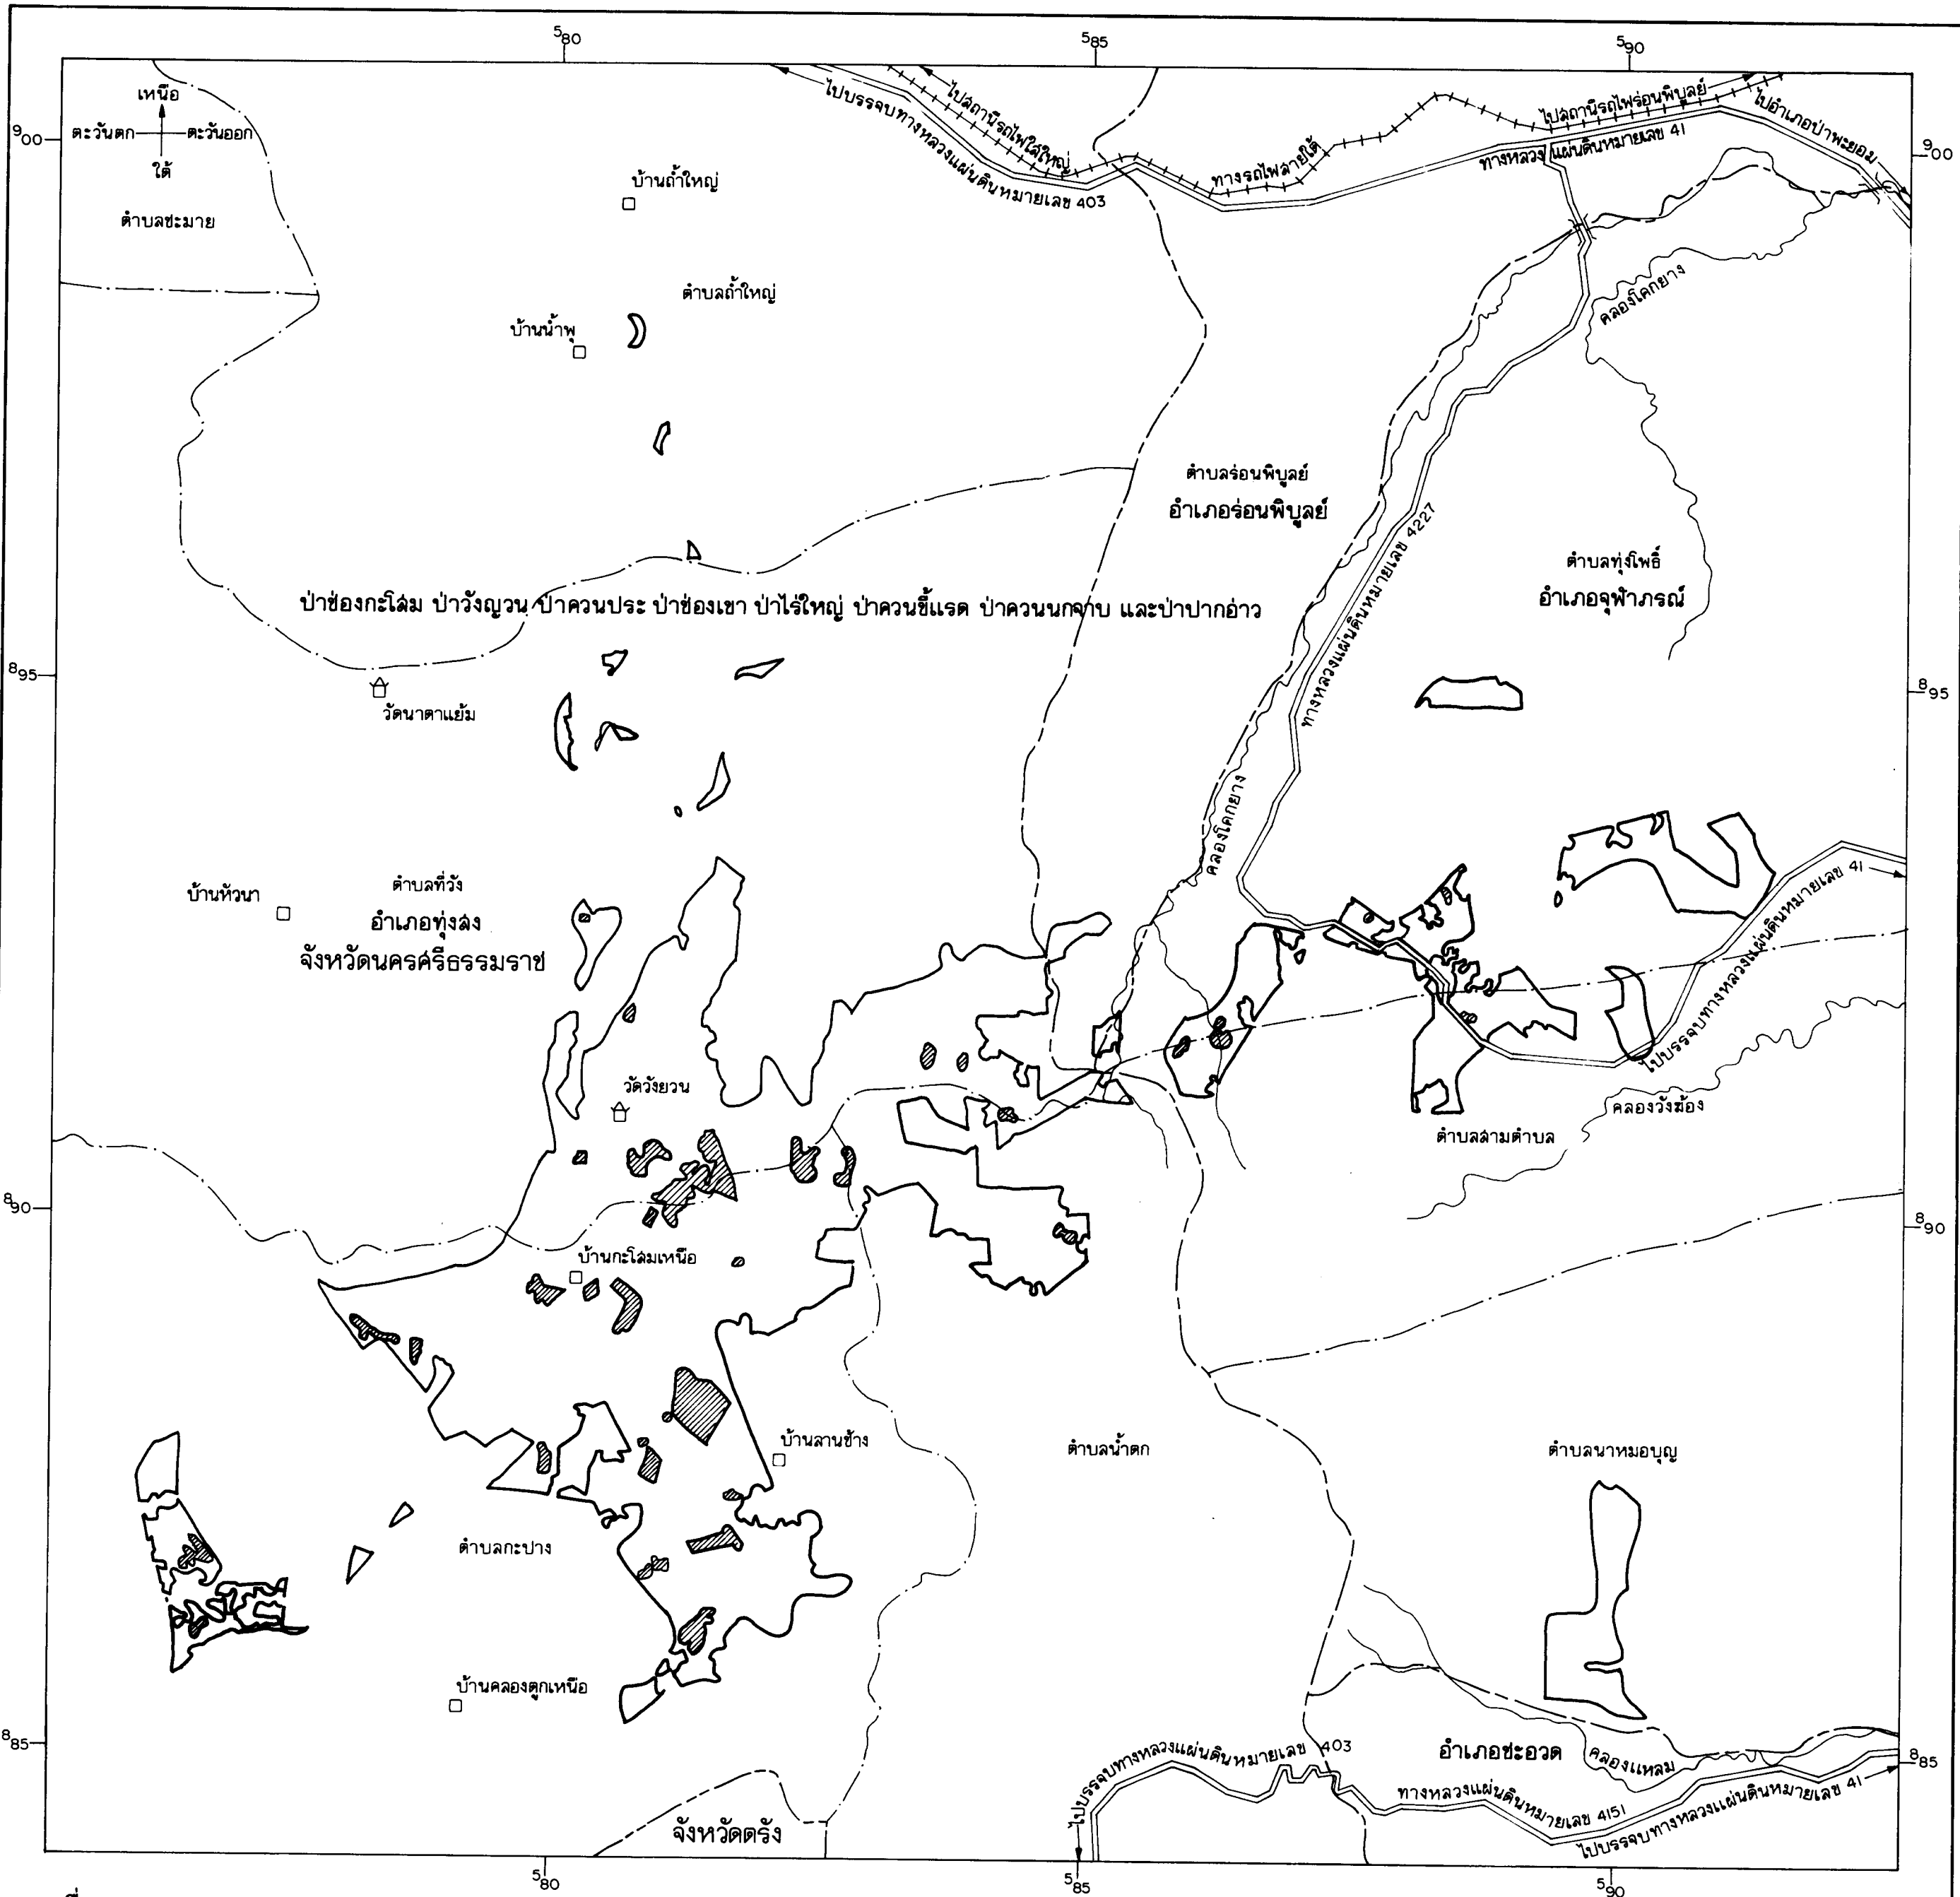 580
585
590
เหนือ
ตะวันตก
ตะวันออก
ใต้
900
900
ไปสถานีรถไฟใส่ใหญ่
ไปบรรจบทางหลวงแผ่นดินหมายเลข 403
ทางรถไฟสายใต้
ไปสถานีรถไฟร่อนพิบูลย์
ทางหลวงแผ่นดินหมายเลข 41
ไปอำเภอป่าพะยอม
ตำบลชะมาย
บ้านถ้ำใหญ่
ตำบลถ้ำใหญ่
บ้านน้ำพุ
คลองโคกยาง
ตำบลร่อนพิบูลย์
อำเภอร่อนพิบูลย์
ทางหลวงแผ่นดินหมายเลข 4227
ตำบลทุ่งโพธิ์
อำเภอจุฬาภรณ์
ป่าช่องกะโสม ป่าวังญวน ป่าควนประ ป่าช่องเขา ป่าไร่ใหญ่ ป่าควนขี้แรด ป่าควนนกจาบ และป่าปากอ่าว
895
895
วัดนาตาแย้ม
คลองโคกยาง
บ้านหัวนา
ตำบลที่วัง
อำเภอทุ่งสง
จังหวัดนครศรีธรรมราช
ไปบรรจบทางหลวงแผ่นดินหมายเลข 41
วัดวังยวน
คลองวังฆ้อง
ตำบลสามตำบล
890
890
บ้านกะโสมเหนือ
บ้านลานช้าง
ตำบลน้ำตก
ตำบลนาหมอบุญ
ตำบลกะปาง
บ้านคลองตูกเหนือ
885
885
ไปบรรจบทางหลวงแผ่นดินหมายเลข 403
อำเภอชะอวด
คลองแหลม
ทางหลวงแผ่นดินหมายเลข 4151
ไปบรรจบทางหลวงแผ่นดินหมายเลข 41
จังหวัดตรัง
580
585
590